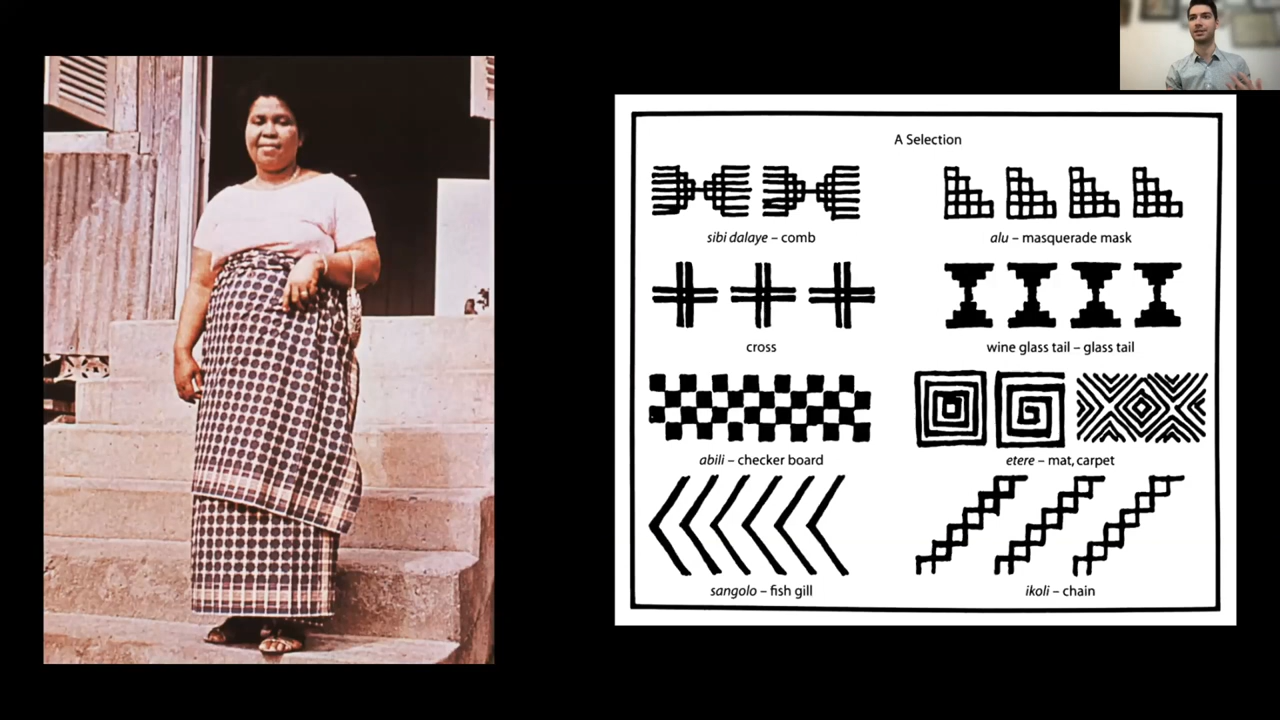 A Selection
sibi dalaye – comb
alu – masquerade mask
cross
wine glass tail – glass tail
abili – checker board
etere – mat, carpet
sangolo – fish gill
ikoli – chain